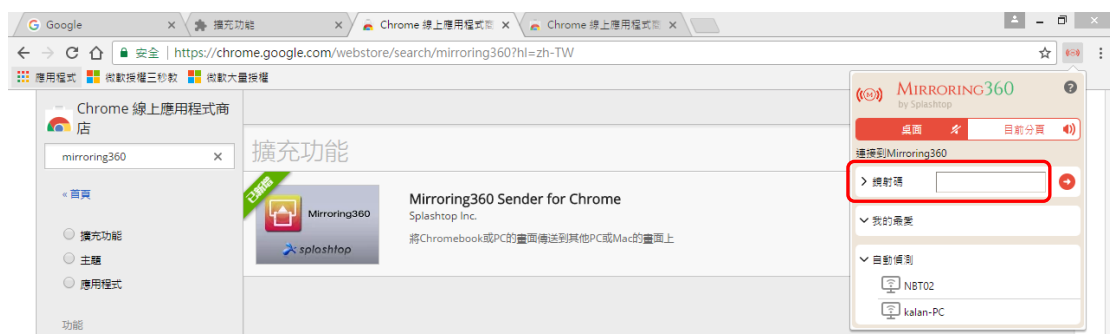 Google
擴充功能
Chrome 線上應用程式商
Chrome 線上應用程式商
安全 | https://chrome.google.com/webstore/search/mirroring360?hl=zh-TW
應用程式 微軟授權三秒教 微軟大量授權
Chrome 線上應用程式商店
mirroring360
«首頁
擴充功能
主題
應用程式
功能
擴充功能
已新增
Mirroring360
splashtop
Mirroring360 Sender for Chrome
Splashtop Inc.
將Chromebook或PC的畫面傳送到其他PC或Mac的畫面上
MIRRORING360
by Splashtop
桌面
目前分頁
連接到Mirroring360
鏡射碼
我的最愛
自動偵測
NBT02
kalan-PC